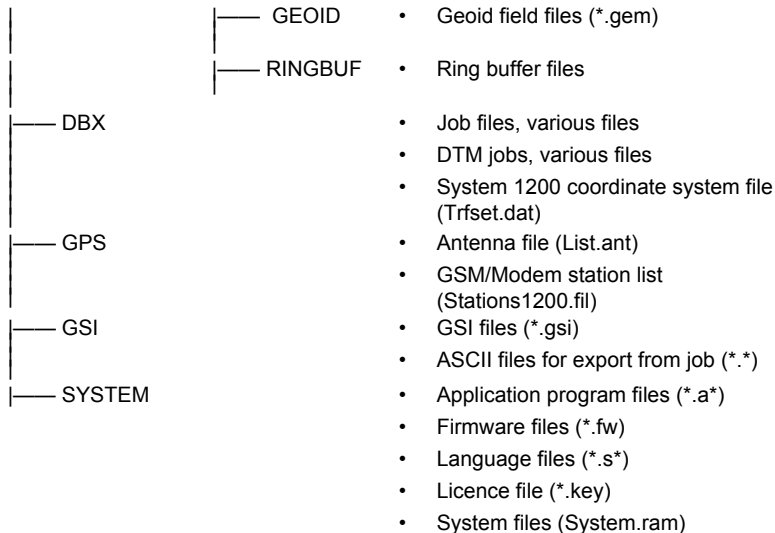 GEOID • Geoid field files (*.gem)
RINGBUF • Ring buffer files
DBX • Job files, various files
• DTM jobs, various files
• System 1200 coordinate system file
(Trfset.dat)
GPS • Antenna file (List.ant)
• GSM/Modem station list
(Stations1200.fil)
GSI • GSI files (*.gsi)
• ASCII files for export from job (*.*)
SYSTEM • Application program files (*.a*)
• Firmware files (*.fw)
• Language files (*.s*)
• Licence file (*.key)
• System files (System.ram)